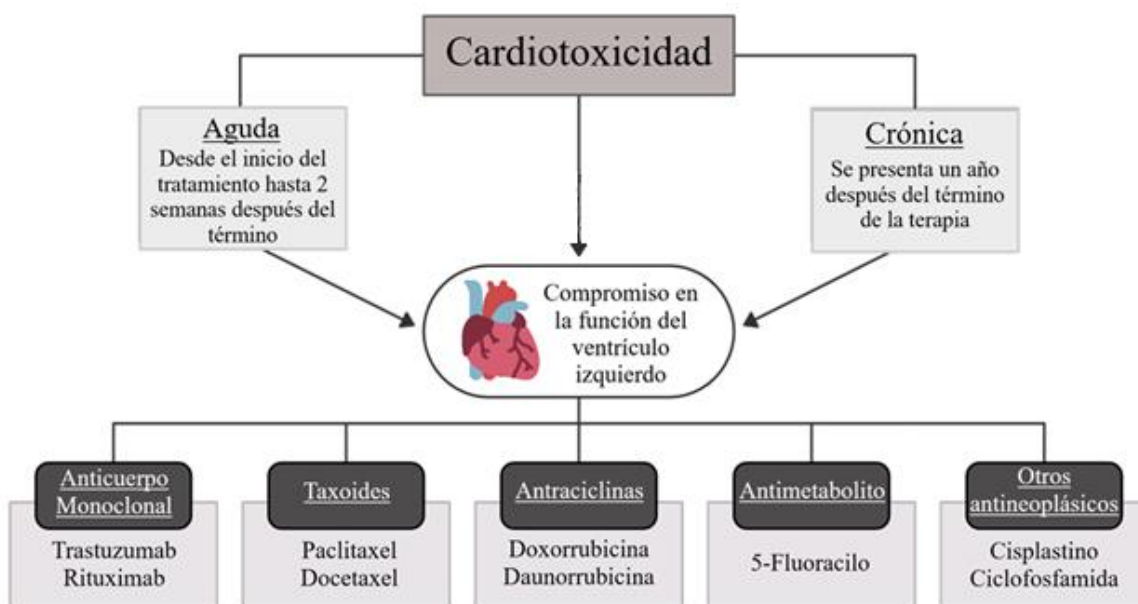 Cardiotoxicidad
Aguda
Desde el inicio del
tratamiento hasta 2
semanas después del
término
Crónica
Se presenta un año
después del término
de la terapia
Compromiso en
la función del
ventrículo
izquierdo
Anticuerpo
Monoclonal
Trastuzumab
Rituximab
Taxoides
Paclitaxel
Docetaxel
Antraciclinas
Doxorrubicina
Daunorrubicina
Antimetabolito
5-Fluoracilo
Otros
antineoplásicos
Cisplastino
Ciclofosfamida